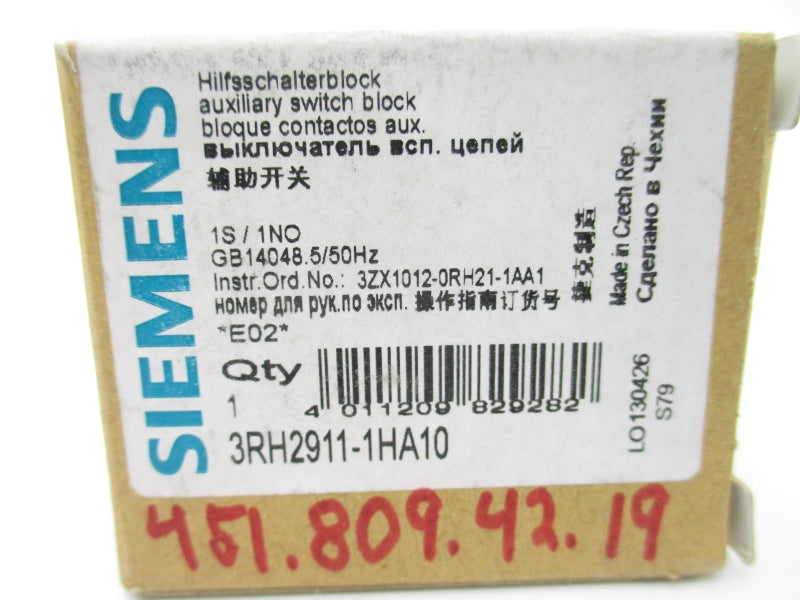 SIEMENS
Hilfsschalterblock
auxiliary switch block
bloque contactos aux.
выключатель всп. цепей
辅助开关
1S / 1NO
GB14048.5/50Hz
Instr.Ord.No.: 3ZX1012-0RH21-1AA1
номер для рук.по эксп. 操作指南订货号
*E02*
Qty
1
4 011209 829282
3RH2911-1HA10
捷克制造
Made in Czech Rep.
Сделано в Чехии
LO130426
S79
451.809.42.19